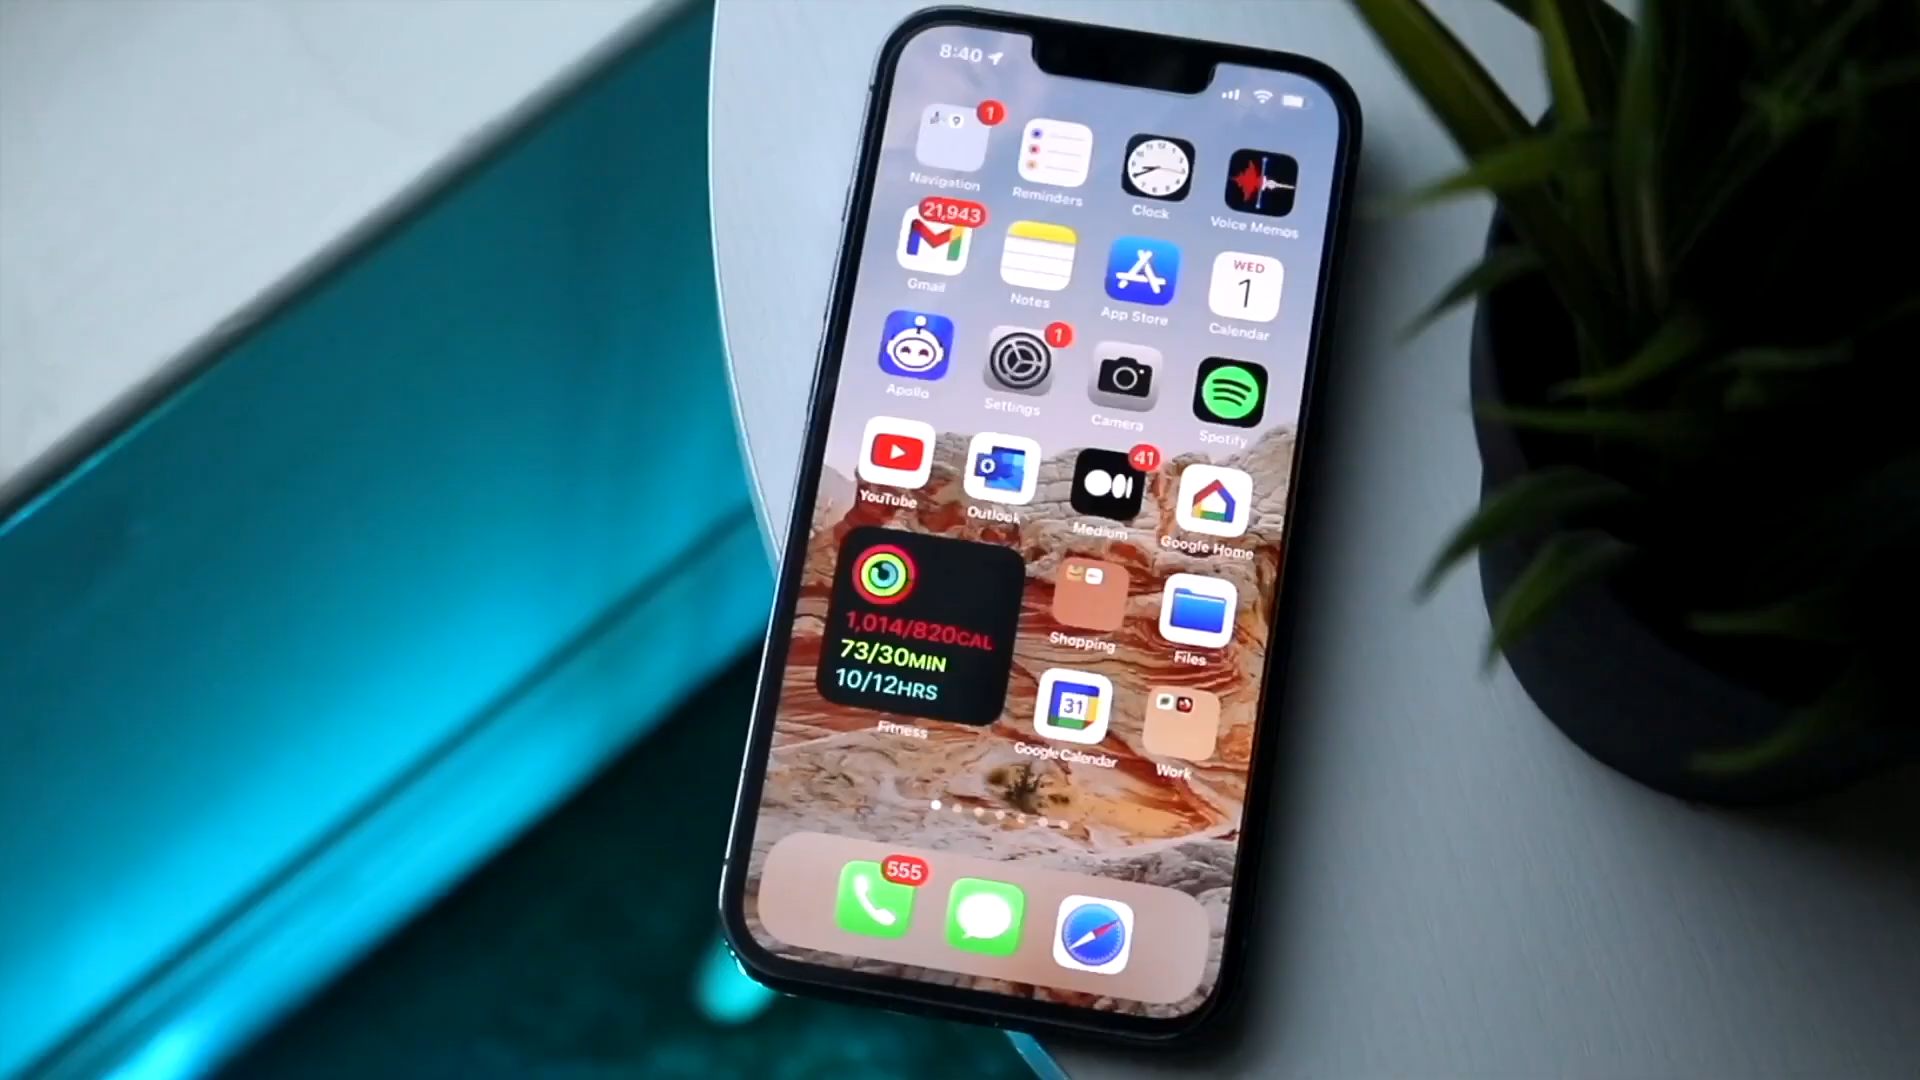 8:40
1
Navigation
Reminders
Clock
Voice Memos
21,943
Gmail
Notes
App Store
WED
1
Calendar
Apollo
1
Settings
Camera
Spotify
YouTube
Outlook
41
Medium
Google Home
1,014/820CAL
73/30MIN
10/12HRS
Fitness
Shopping
Files
31
Google Calendar
Work
555